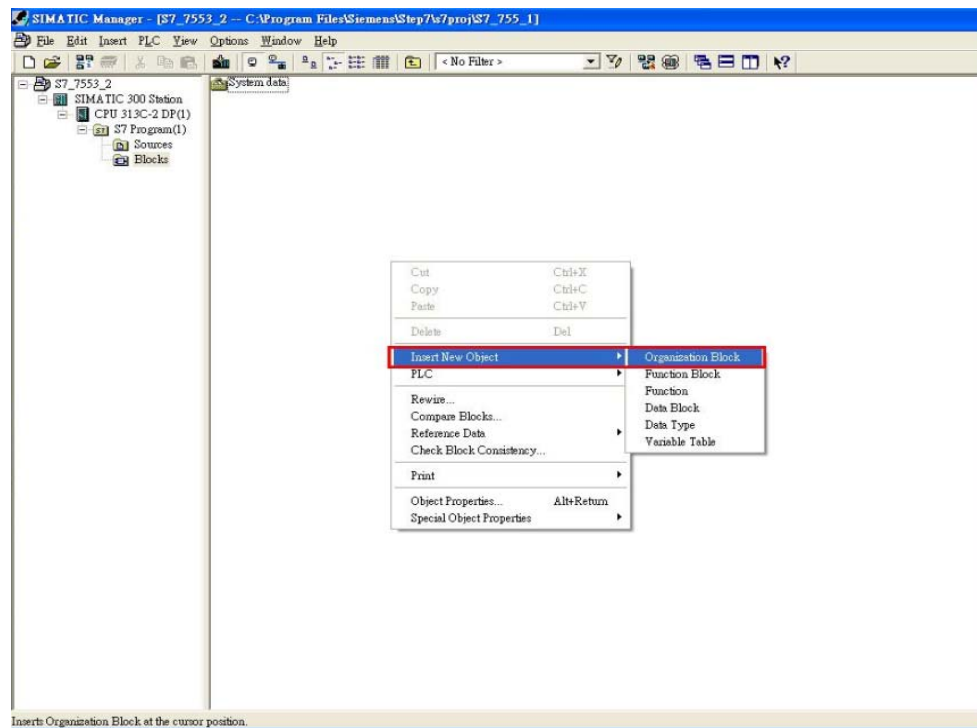 SIMATIC Manager - [S7_7553_2 -- C:\Program Files\Siemens\Step7\s7proj\S7_755_1]
File Edit Insert PLC View Options Window Help
< No Filter >
S7_7553_2
SIMATIC 300 Station
CPU 313C-2 DP(1)
S7 Program(1)
Sources
Blocks
System data
Cut Ctrl+X
Copy Ctrl+C
Paste Ctrl+V
Delete Del
Insert New Object
PLC
Rewire...
Compare Blocks...
Reference Data
Check Block Consistency...
Print
Object Properties... Alt+Return
Special Object Properties
Organization Block
Function Block
Function
Data Block
Data Type
Variable Table
Inserts Organization Block at the cursor position.